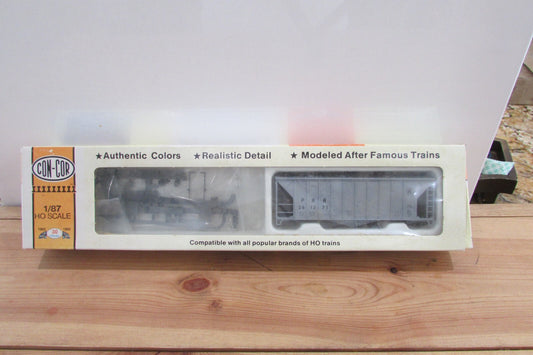 CON-COR
1/87
HO SCALE
★Authentic Colors ★Realistic Detail ★ Modeled After Famous Trains
Compatible with all popular brands of HO trains